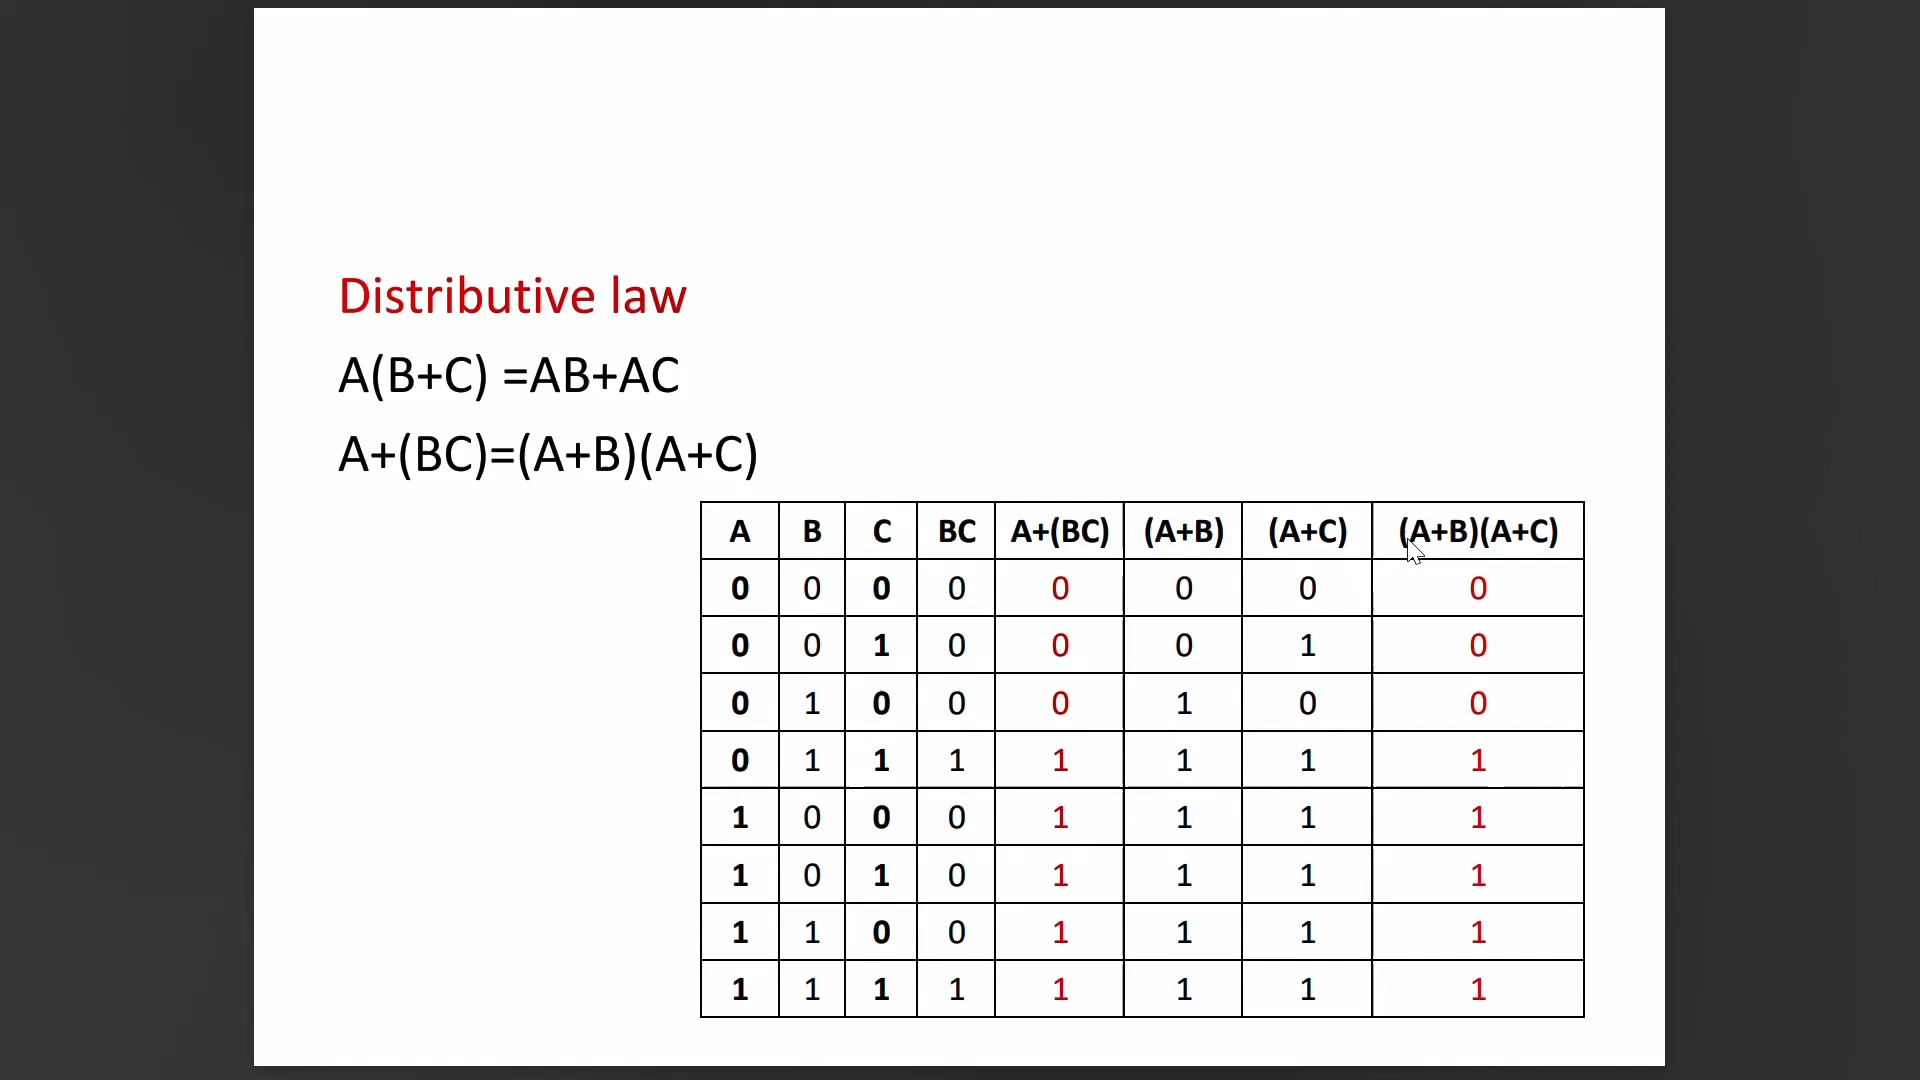 Distributive law
A(B+C) =AB+AC
A+(BC)=(A+B)(A+C)
A B C BC A+(BC) (A+B) (A+C) (A+B)(A+C)
0 0 0 0 0 0 0 0
0 0 1 0 0 0 1 0
0 1 0 0 0 1 0 0
0 1 1 1 1 1 1 1
1 0 0 0 1 1 1 1
1 0 1 0 1 1 1 1
1 1 0 0 1 1 1 1
1 1 1 1 1 1 1 1